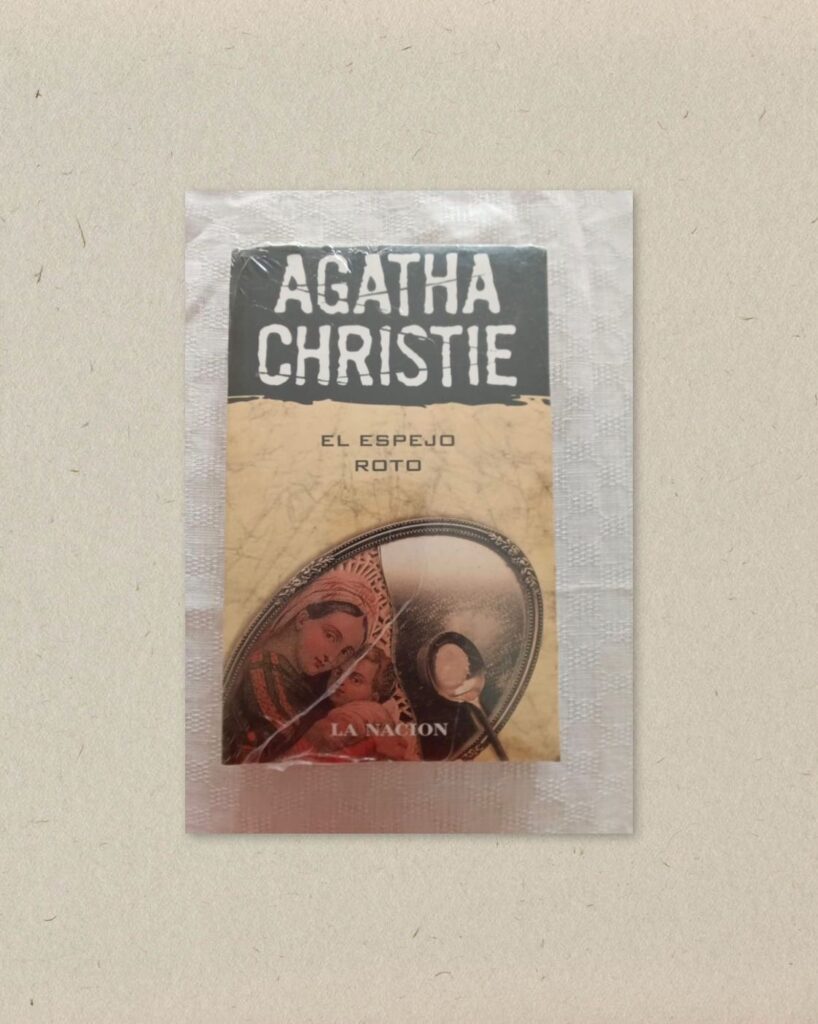 AGATHA
CHRISTIE
EL ESPEJO
ROTO
LA NACION